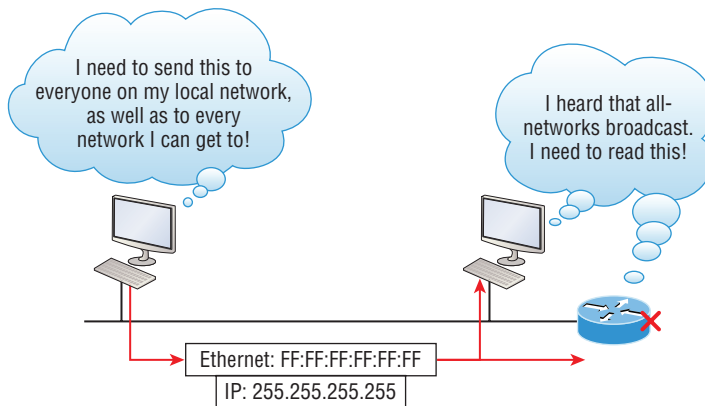 I need to send this to
everyone on my local network,
as well as to every
network I can get to!
I heard that all-
networks broadcast.
I need to read this!
Ethernet: FF:FF:FF:FF:FF:FF
IP: 255.255.255.255